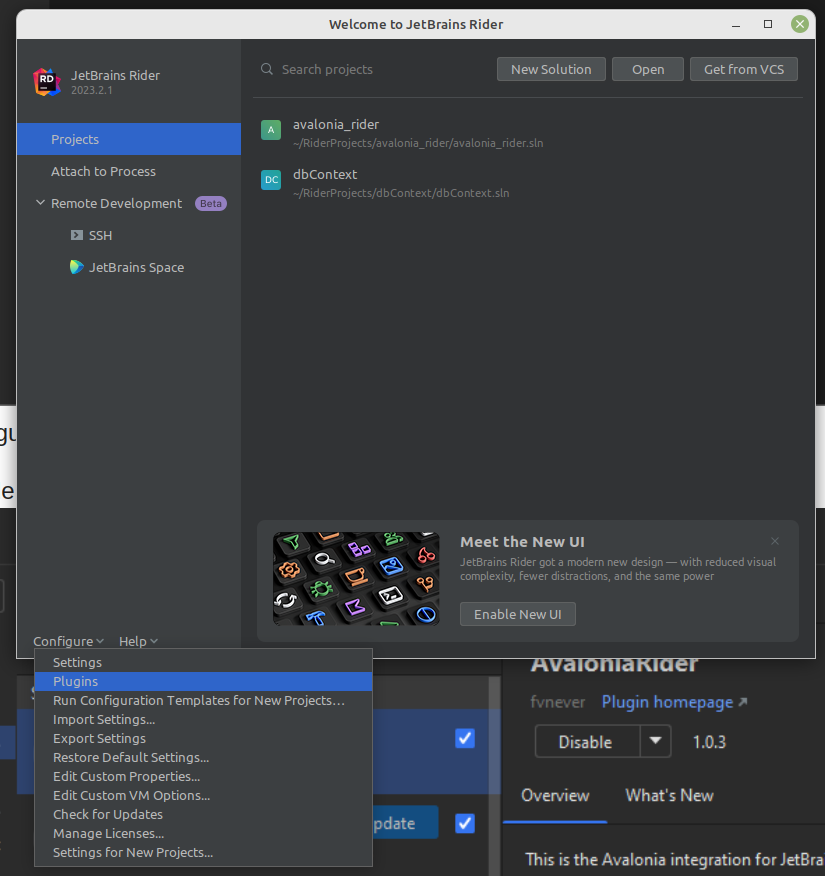 Welcome to JetBrains Rider
RD
JetBrains Rider
2023.2.1
Projects
Attach to Process
Remote Development Beta
SSH
JetBrains Space
Search projects
New Solution Open Get from VCS
A
avalonia_rider
~/RiderProjects/avalonia_rider/avalonia_rider.sln
DC
dbContext
~/RiderProjects/dbContext/dbContext.sln
Meet the New UI
JetBrains Rider got a modern new design — with reduced visual
complexity, fewer distractions, and the same power
Enable New UI
Configure Help
Settings
Plugins
Run Configuration Templates for New Projects...
Import Settings...
Export Settings
Restore Default Settings...
Edit Custom Properties...
Edit Custom VM Options...
Check for Updates
Manage Licenses...
Settings for New Projects...
gu
e
pdate
AvaloniaRider
fvnever Plugin homepage
Disable 1.0.3
Overview What's New
This is the Avalonia integration for JetBra